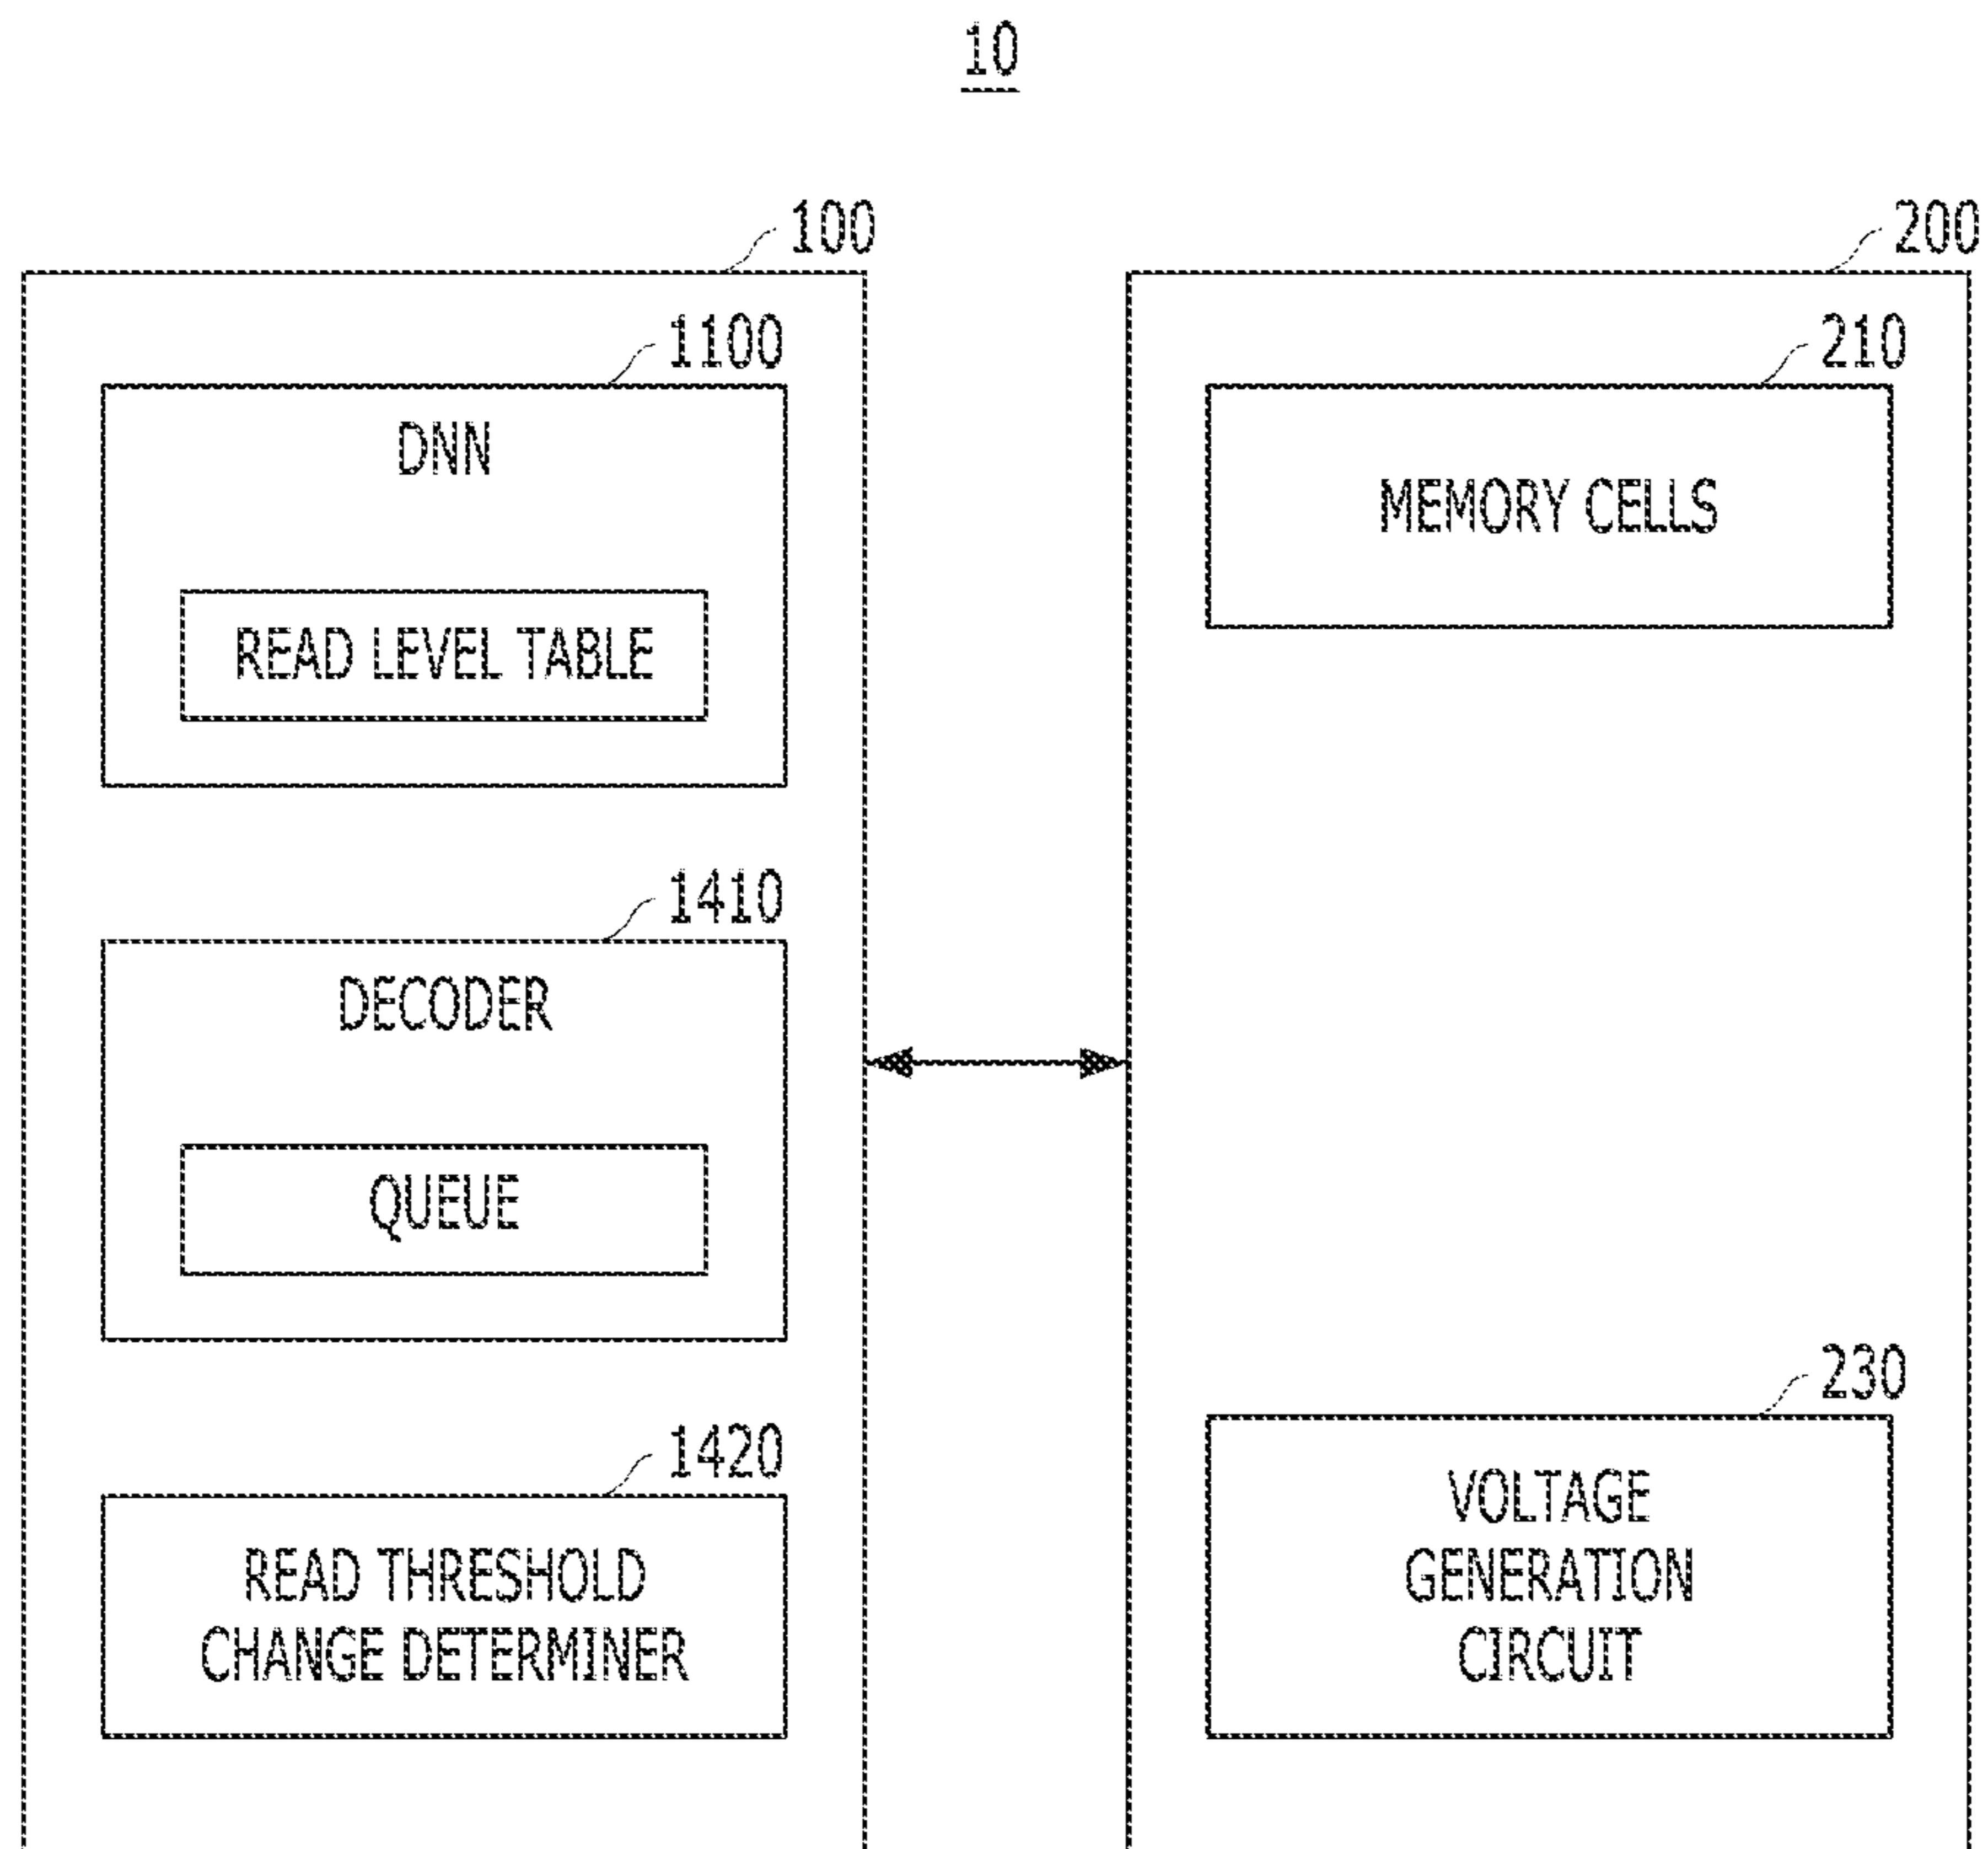 10
100
1100
DNN
READ LEVEL TABLE
1410
DECODER
QUEUE
1420
READ THRESHOLD
CHANGE DETERMINER
200
210
MEMORY CELLS
230
VOLTAGE
GENERATION
CIRCUIT